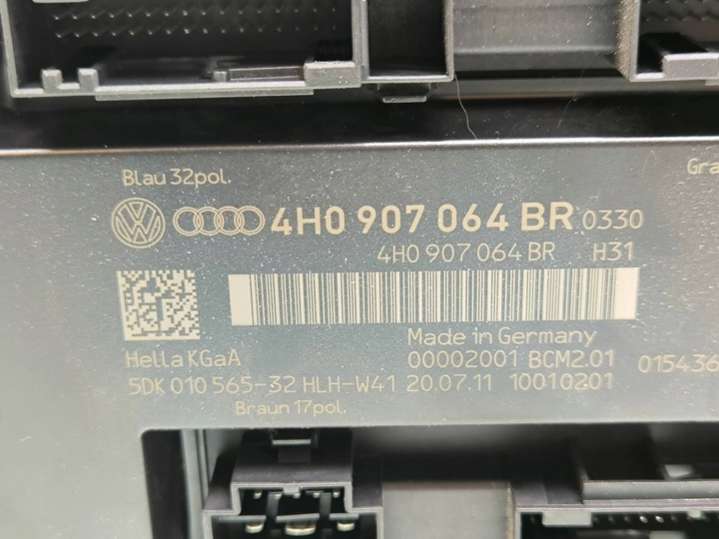 Blau 32pol. Gra
4H0 907 064 BR 0330
4H0 907 064 BR H31
Made in Germany
Hella KGaA 00002001 BCM2.01 015436
5DK 010 565-32 HLH-W41 20.07.11 10010201
Braun 17pol.